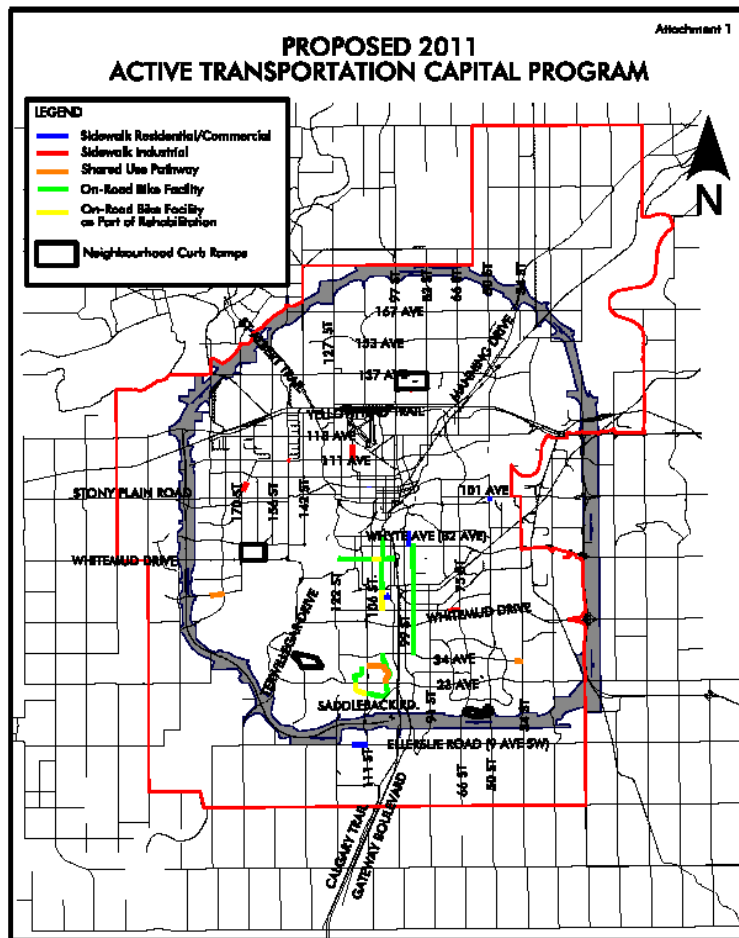 Attachment 1
PROPOSED 2011
ACTIVE TRANSPORTATION CAPITAL PROGRAM
LEGEND
Sidewalk Residential/Commercial
Sidewalk Industrial
Shared Use Pathway
On-Road Bike Facility
On-Road Bike Facility
as Part of Rehabilitation
Neighbourhood Curb Ramps
N
97 ST
82 ST
66 ST
167 AVE
127 ST
153 AVE
ST ALBERT TRAIL
MANNING DRIVE
137 AVE
YELLOWHEAD TRAIL
118 AVE
111 AVE
STONY PLAIN ROAD
170 ST
156 ST
142 ST
101 AVE
WHYTE AVE (82 AVE)
WHITEMUD DRIVE
122 ST
106 ST
99 ST
75 ST
WHITEMUD DRIVE
34 AVE
23 AVE
SADDLEBACK RD.
91 ST
ELLERSLIE ROAD (9 AVE SW)
111 ST
66 ST
50 ST
CALGARY TRAIL
GATEWAY BOULEVARD